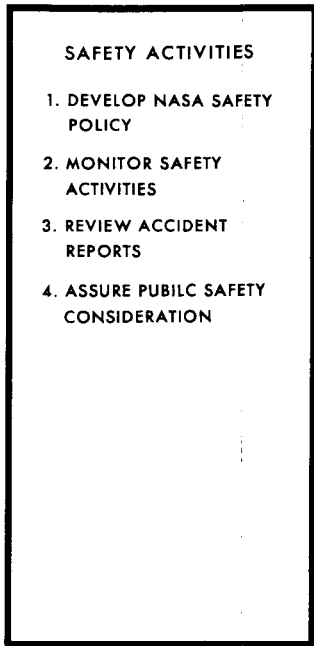 SAFETY ACTIVITIES
1. DEVELOP NASA SAFETY
POLICY
2. MONITOR SAFETY
ACTIVITIES
3. REVIEW ACCIDENT
REPORTS
4. ASSURE PUBILC SAFETY
CONSIDERATION